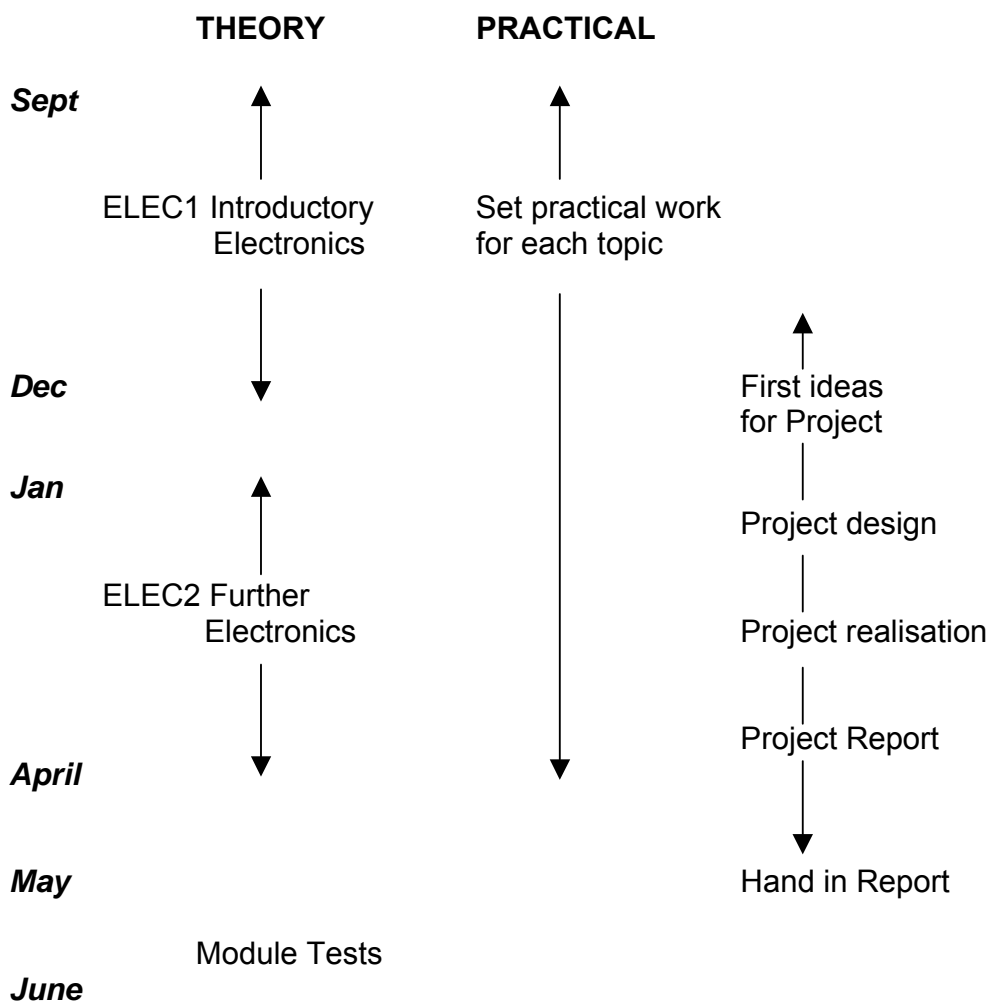 THEORY PRACTICAL
Sept
ELEC1 Introductory
Electronics
Set practical work
for each topic
Dec
First ideas
for Project
Jan
Project design
ELEC2 Further
Electronics
Project realisation
Project Report
April
May
Hand in Report
Module Tests
June